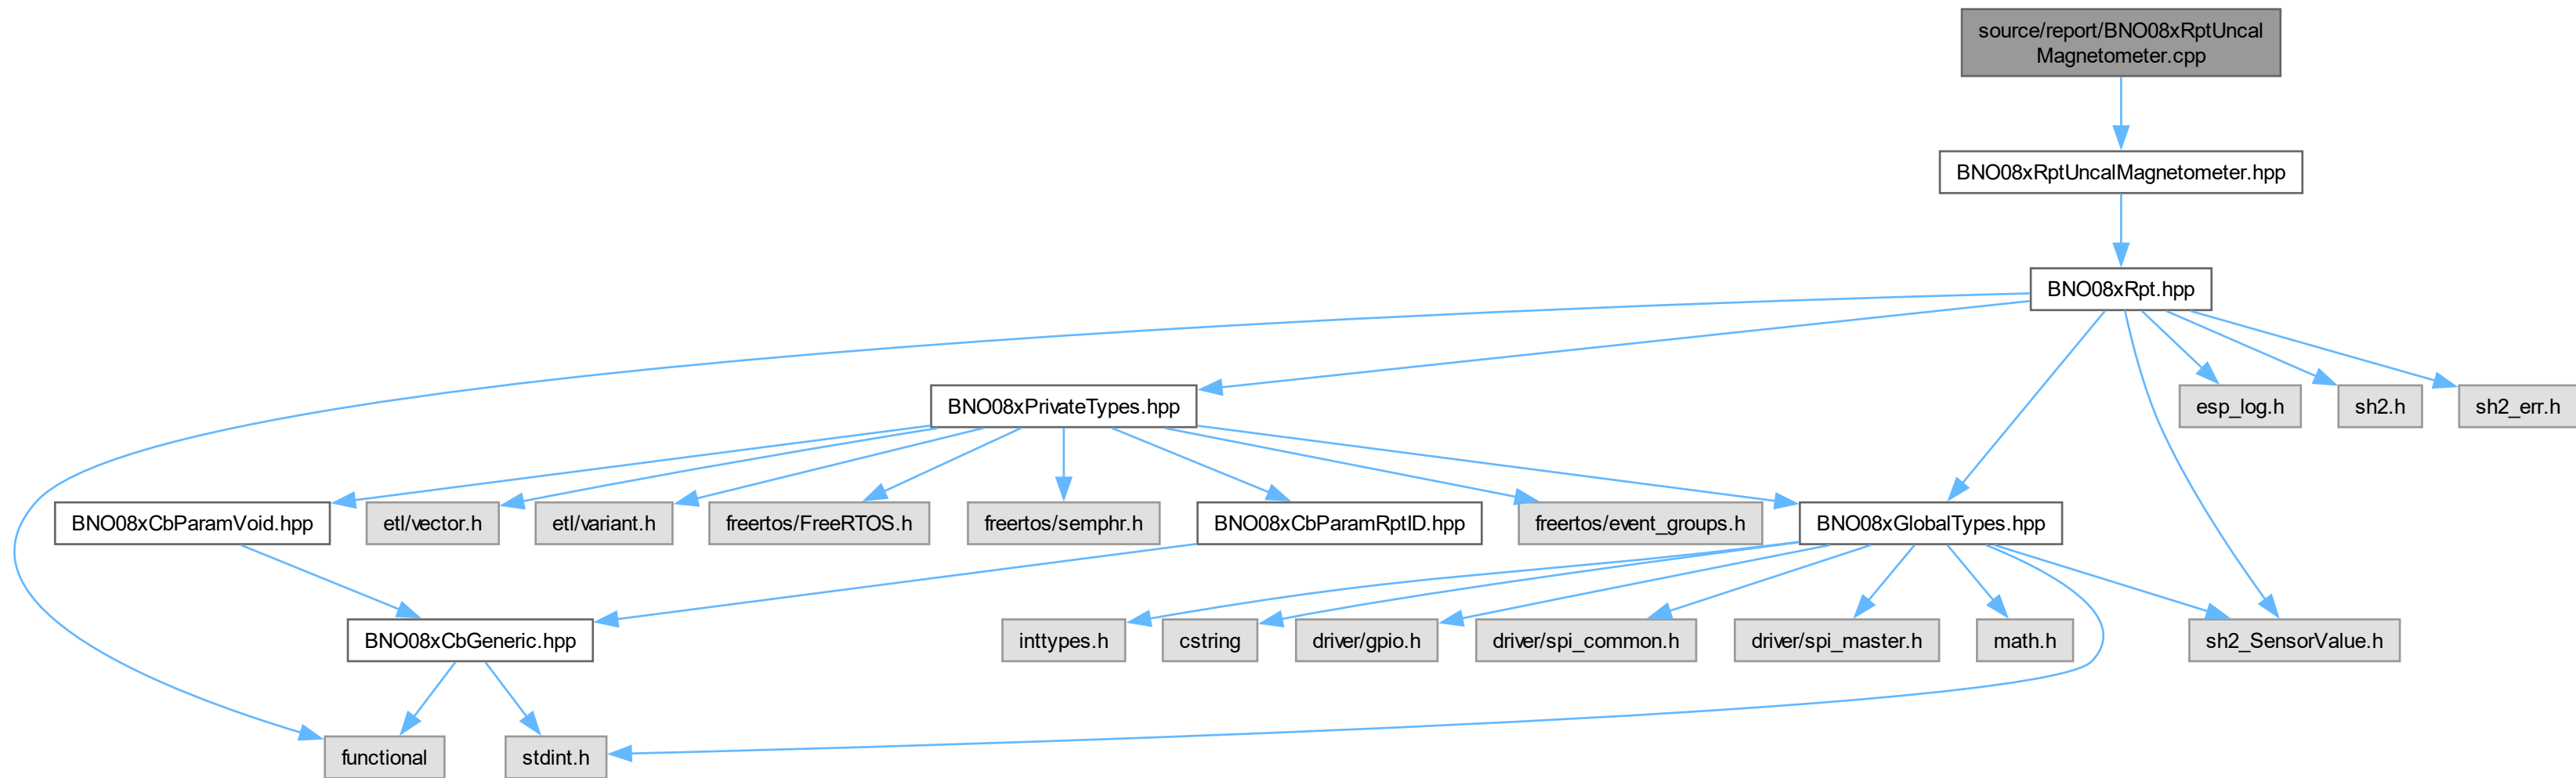 source/report/BNO08xRptUncal
Magnetometer.cpp
BNO08xRptUncalMagnetometer.hpp
BNO08xRpt.hpp
BNO08xPrivateTypes.hpp
esp_log.h
sh2.h
sh2_err.h
BNO08xCbParamVoid.hpp
etl/vector.h
etl/variant.h
freertos/FreeRTOS.h
freertos/semphr.h
BNO08xCbParamRptID.hpp
freertos/event_groups.h
BNO08xGlobalTypes.hpp
BNO08xCbGeneric.hpp
inttypes.h
cstring
driver/gpio.h
driver/spi_common.h
driver/spi_master.h
math.h
sh2_SensorValue.h
functional
stdint.h